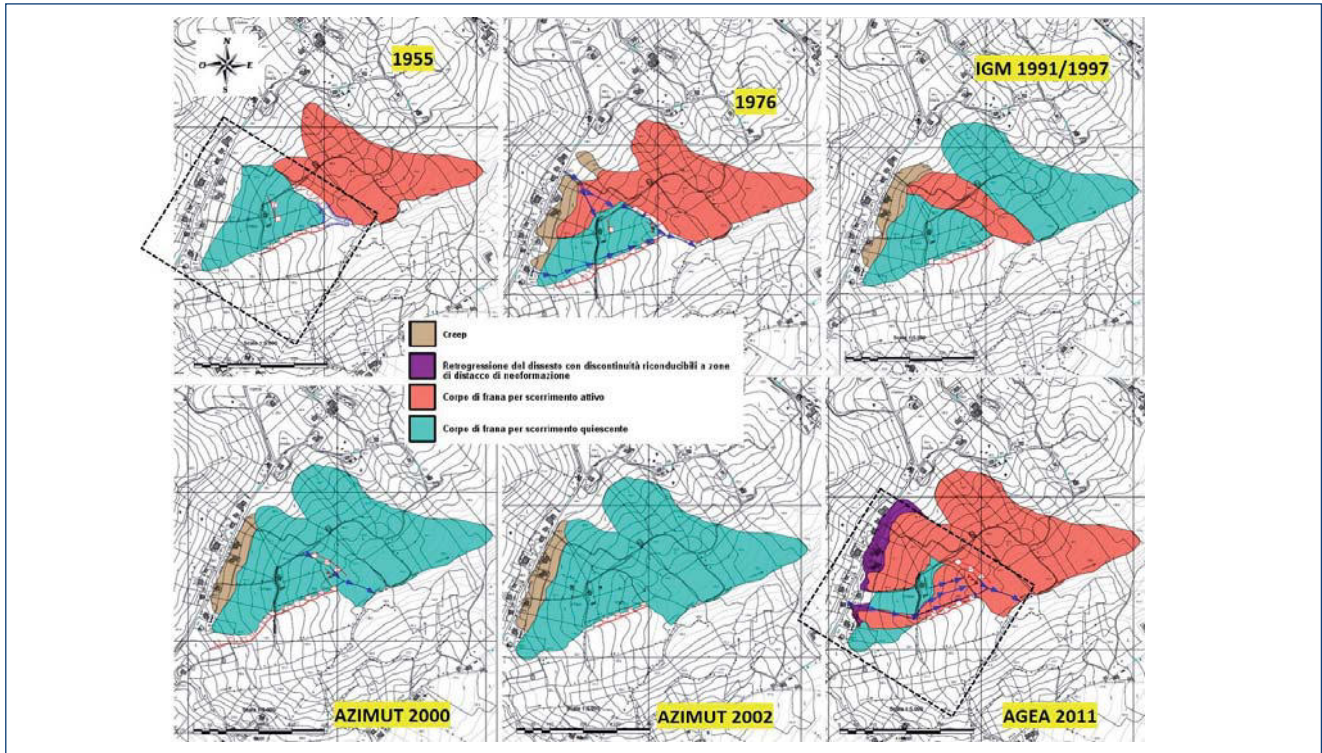 N
O E
S
1955
1976
IGM 1991/1997
Creep
Retrogressione del dissesto con discontinuità riconducibili a zone
di distacco di neoformazione
Corpo di frana per scorrimento attivo
Corpo di frana per scorrimento quiescente
AZIMUT 2000
AZIMUT 2002
AGEA 2011